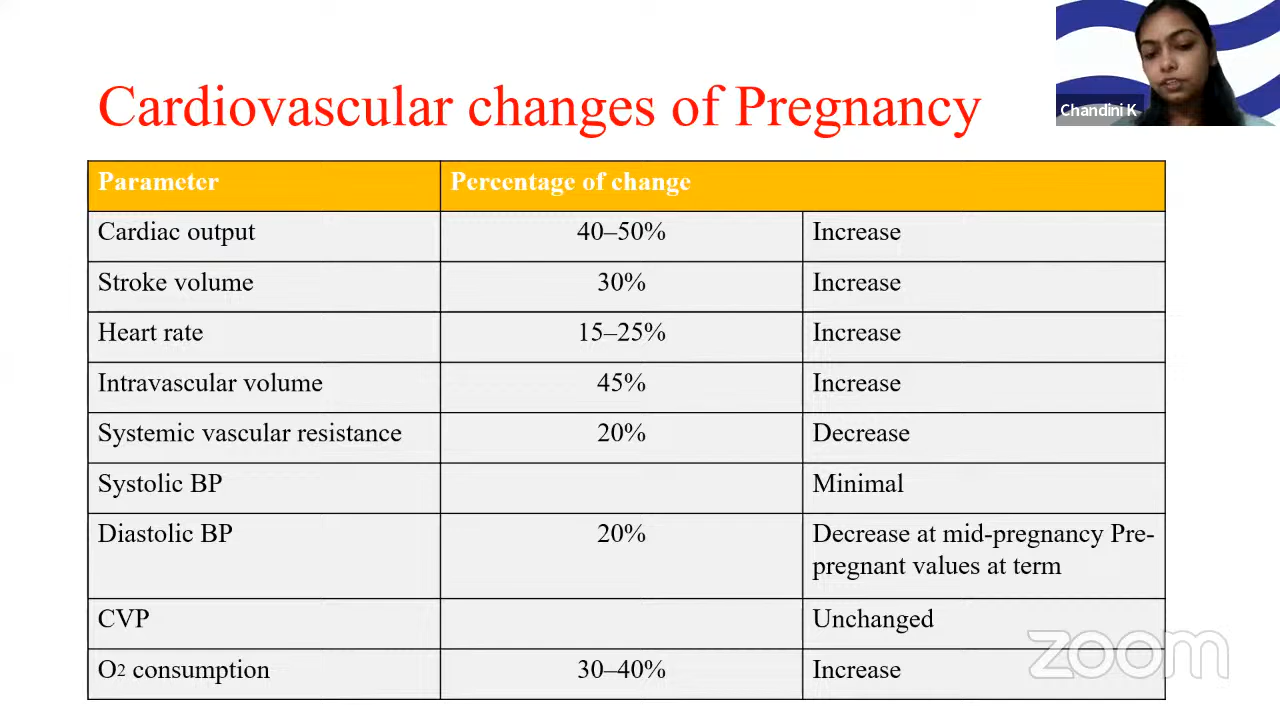 Cardiovascular changes of Pregnancy
Chandini K
Parameter Percentage of change
Cardiac output 40–50% Increase
Stroke volume 30% Increase
Heart rate 15–25% Increase
Intravascular volume 45% Increase
Systemic vascular resistance 20% Decrease
Systolic BP Minimal
Diastolic BP 20% Decrease at mid-pregnancy Pre-
pregnant values at term
CVP Unchanged
O2 consumption 30–40% Increase
zoom